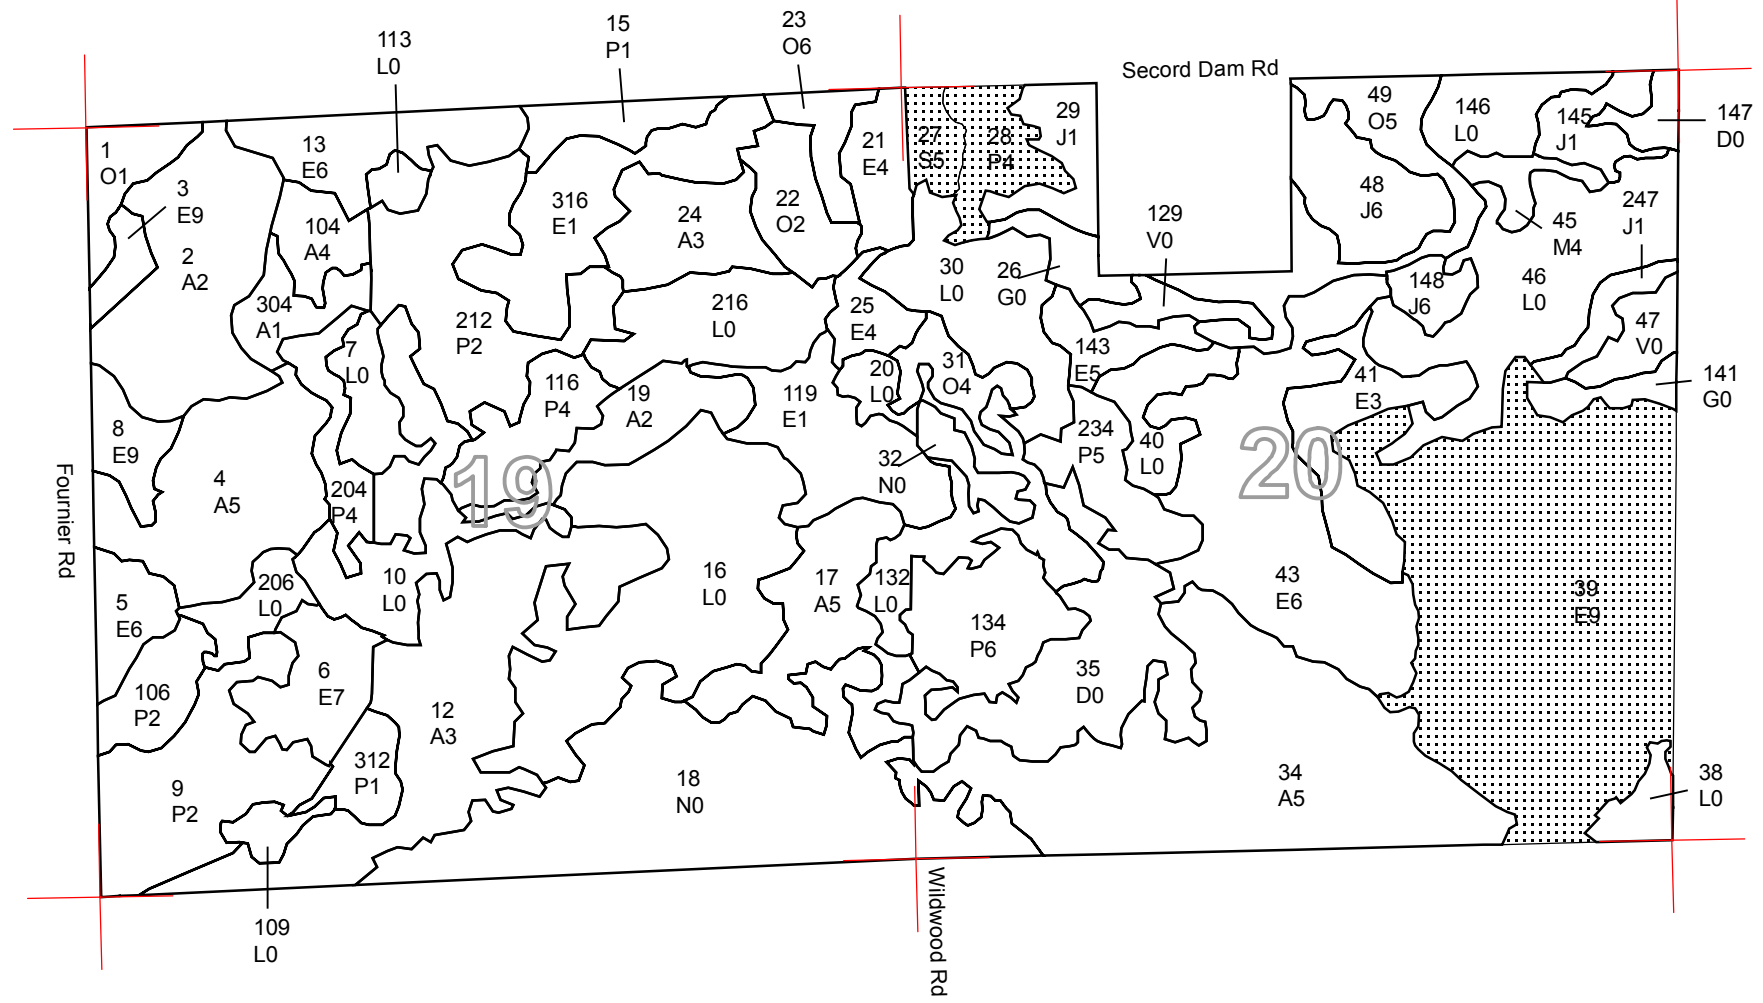 15
P1
23
O6
113
L0
Secord Dam Rd
1
O1
3
E9
2
A2
13
E6
104
A4
304
A1
7
L0
212
P2
316
E1
24
A3
22
O2
21
E4
27
S5
28
P4
29
J1
49
O5
146
L0
145
J1
147
D0
48
J6
129
V0
247
J1
45
M4
46
L0
148
J6
47
V0
141
G0
30
L0
26
G0
216
L0
25
E4
20
L0
31
O4
143
E5
41
E3
116
P4
19
A2
119
E1
32
N0
234
P5
40
L0
8
E9
4
A5
204
P4
19
20
Fournier Rd
5
E6
206
L0
10
L0
16
L0
17
A5
132
L0
134
P6
43
E6
39
E9
106
P2
6
E7
12
A3
35
D0
9
P2
312
P1
18
N0
34
A5
38
L0
109
L0
Wildwood Rd